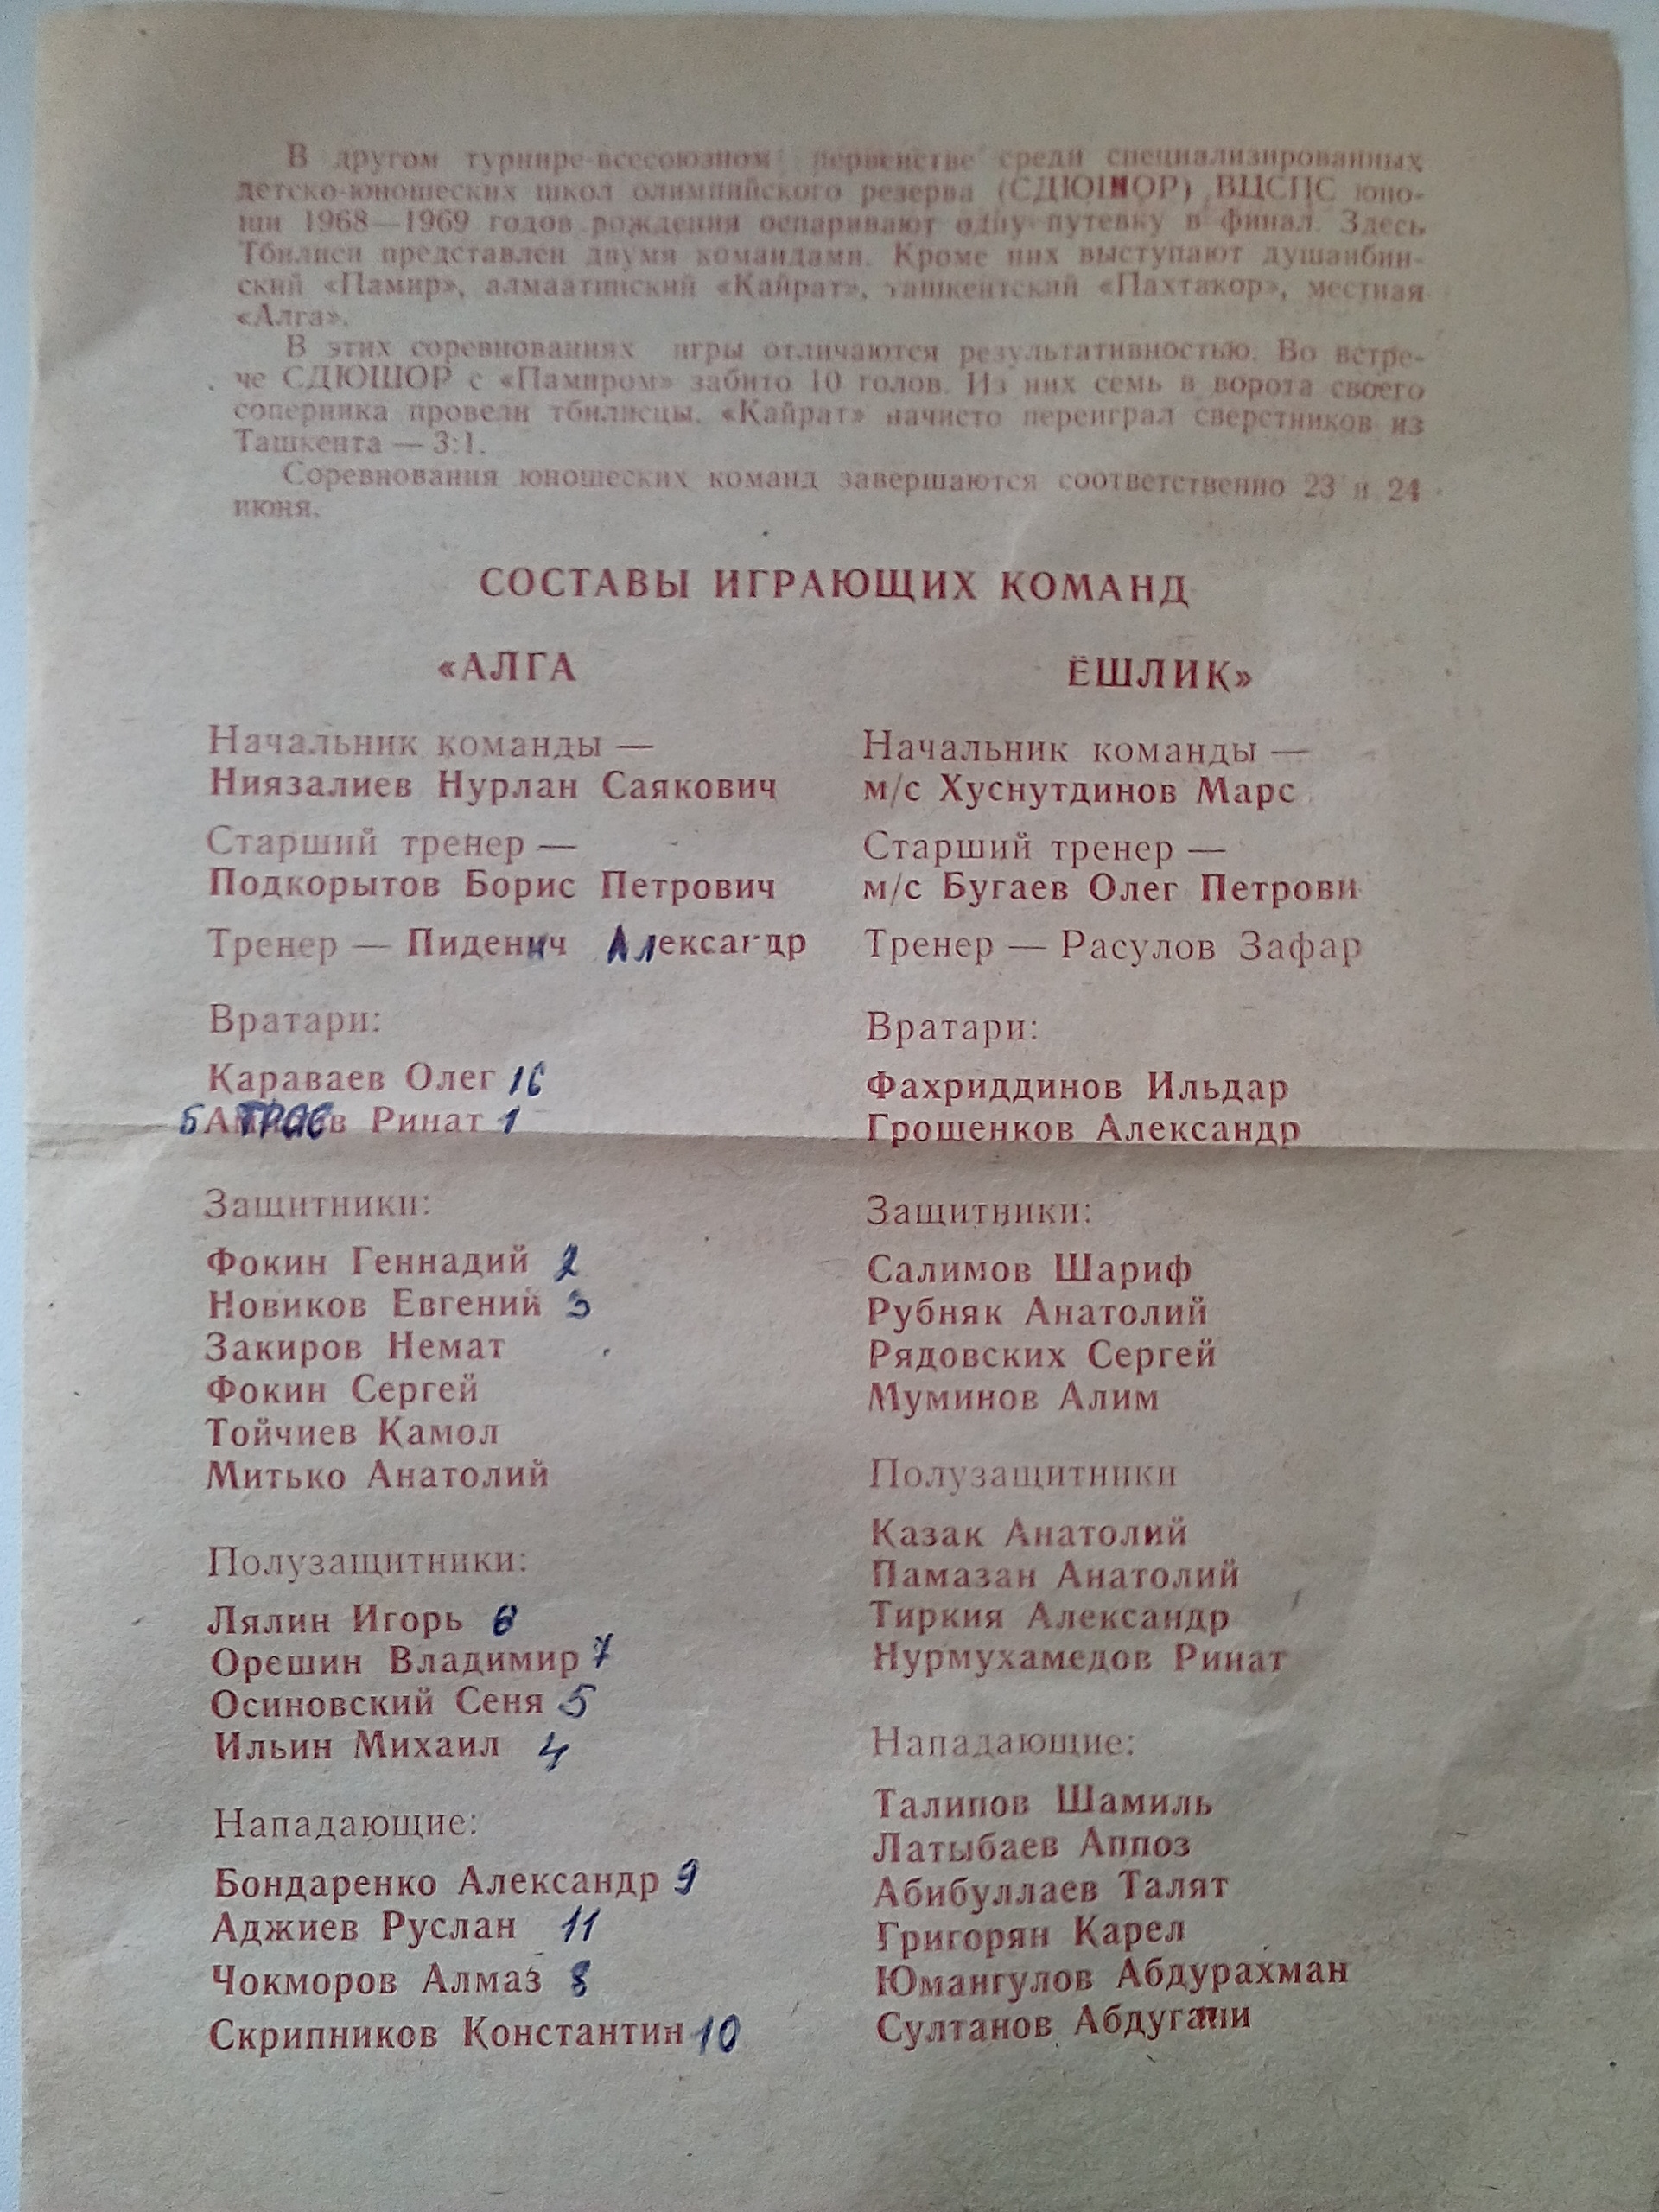 В другом турнире-всесоюзном первенстве среди специализированных
детско-юношеских школ олимпийского резерва (СДЮШОР) ВЦСПС юно-
ши 1968—1969 годов рождения оспаривают одну путевку в финал. Здесь
Тбилиси представлен двумя командами. Кроме них выступают душанбин-
ский «Памир», алмаатинский «Кайрат», ташкентский «Пахтакор», местная
«Алга».
В этих соревнованиях игры отличаются результативностью. Во встре-
че СДЮШОР с «Памиром» забито 10 голов. Из них семь в ворота своего
соперника провели тбилисцы. «Кайрат» начисто переиграл сверстников из
Ташкента — 3:1.
Соревнования юношеских команд завершаются соответственно 23 и 24
июня.
СОСТАВЫ ИГРАЮЩИХ КОМАНД
«АЛГА
Начальник команды —
Ниязалиев Нурлан Саякович
Старший тренер —
Подкорытов Борис Петрович
Тренер — Пиденич Александр
Вратари:
Караваев Олег 16
Ринат 1
Защитники:
Фокин Геннадий 2
Новиков Евгений 3
Закиров Немат
Фокин Сергей
Тойчиев Камол
Митько Анатолий
Полузащитники:
Лялин Игорь 6
Орешин Владимир 7
Осиновский Сеня 5
Ильин Михаил 4
Нападающие:
Бондаренко Александр 9
Аджиев Руслан 11
Чокморов Алмаз 8
Скрипников Константин 10
ЁШЛИК»
Начальник команды —
м/с Хуснутдинов Марс
Старший тренер —
м/с Бугаев Олег Петрови
Тренер — Расулов Зафар
Вратари:
Фахриддинов Ильдар
Грошенков Александр
Защитники:
Салимов Шариф
Рубняк Анатолий
Рядовских Сергей
Муминов Алим
Полузащитники
Казак Анатолий
Памазан Анатолий
Тиркия Александр
Нурмухамедов Ринат
Нападающие:
Талипов Шамиль
Латыбаев Аппоз
Абибуллаев Талят
Григорян Карел
Юмангулов Абдурахман
Султанов Абдугани